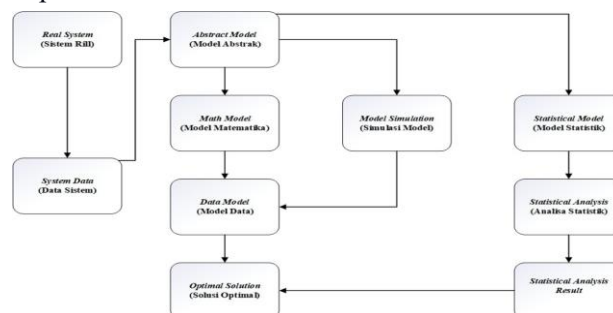 Real System
(Sistem Rill)
Abstract Model
(Model Abstrak)
Math Model
(Model Matematika)
Model Simulation
(Simulasi Model)
Statistical Model
(Model Statistik)
System Data
(Data Sistem)
Data Model
(Model Data)
Statistical Analysis
(Analisa Statistik)
Optimal Solution
(Solusi Optimal)
Statistical Analysis
Result